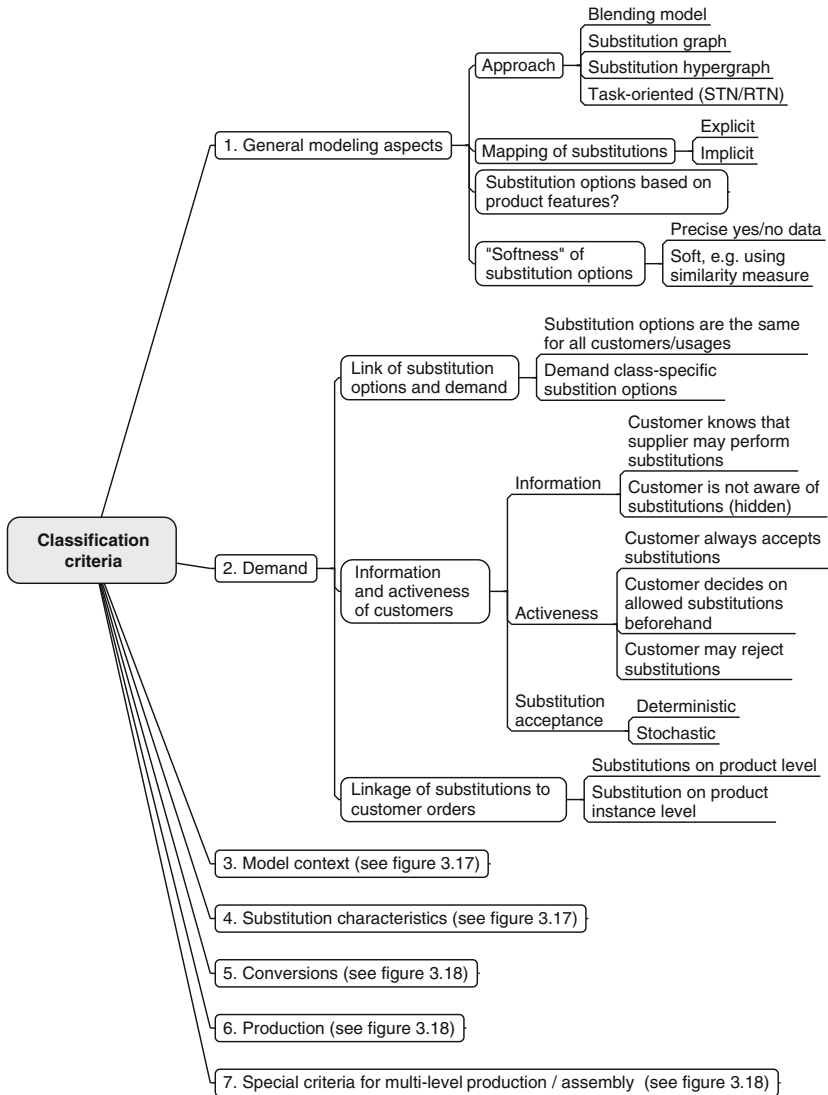 Classification
criteria
1. General modeling aspects
Approach
Blending model
Substitution graph
Substitution hypergraph
Task-oriented (STN/RTN)
Mapping of substitutions
Explicit
Implicit
Substitution options based on
product features?
"Softness" of
substitution options
Precise yes/no data
Soft, e.g. using
similarity measure
2. Demand
Link of substitution
options and demand
Substitution options are the same
for all customers/usages
Demand class-specific
substition options
Information
and activeness
of customers
Information
Customer knows that
supplier may perform
substitutions
Customer is not aware of
substitutions (hidden)
Activeness
Customer always accepts
substitutions
Customer decides on
allowed substitutions
beforehand
Customer may reject
substitutions
Substitution
acceptance
Deterministic
Stochastic
Linkage of substitutions to
customer orders
Substitutions on product level
Substitution on product
instance level
3. Model context (see figure 3.17)
4. Substitution characteristics (see figure 3.17)
5. Conversions (see figure 3.18)
6. Production (see figure 3.18)
7. Special criteria for multi-level production / assembly (see figure 3.18)